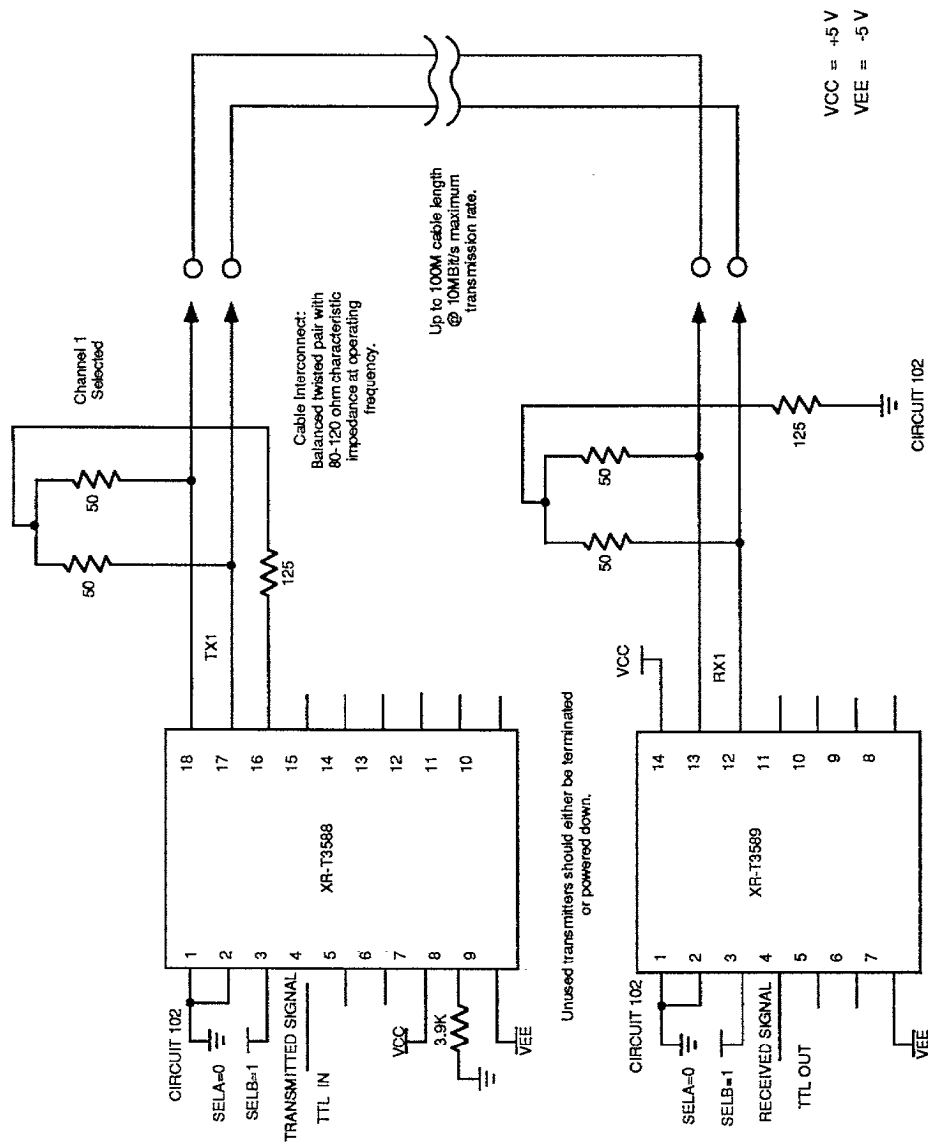 Channel 1
Selected
50
50
125
TX1
Cable Interconnect:
Balanced twisted pair with
80-120 ohm characteristic
impedance at operating
frequency.
Up to 100M cable length
@ 10MBit/s maximum
transmission rate.
VCC = +5 V
VEE = -5 V
CIRCUIT 102
SELA=0
SELB=1
TRANSMITTED SIGNAL
TTL IN
VCC
3.9K
VEE
XR-T3588
1
2
3
4
5
6
7
8
9
18
17
16
15
14
13
12
11
10
Unused transmitters should either be terminated
or powered down.
50
50
125
CIRCUIT 102
VCC
RX1
CIRCUIT 102
SELA=0
SELB=1
RECEIVED SIGNAL
TTL OUT
VEE
XR-T3589
1
2
3
4
5
6
7
14
13
12
11
10
9
8